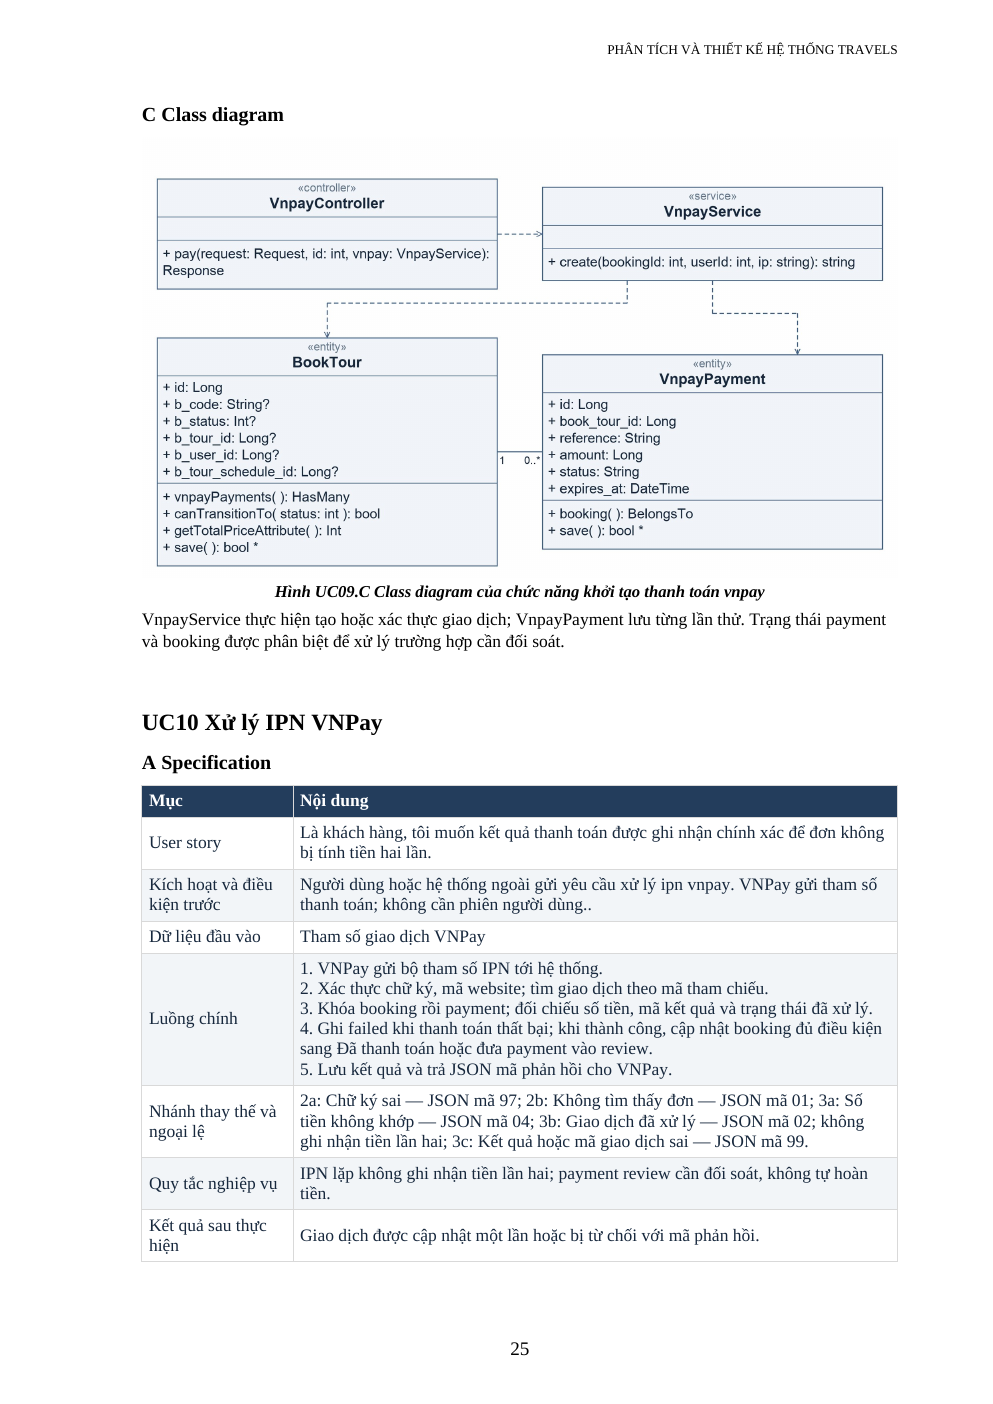 PHÂN TÍCH VÀ THIẾT KẾ HỆ THỐNG TRAVELS
C Class diagram
«controller»
VnpayController
+ pay(request: Request, id: int, vnpay: VnpayService):
Response
«service»
VnpayService
+ create(bookingId: int, userId: int, ip: string): string
«entity»
BookTour
+ id: Long
+ b_code: String?
+ b_status: Int?
+ b_tour_id: Long?
+ b_user_id: Long?
+ b_tour_schedule_id: Long?
+ vnpayPayments( ): HasMany
+ canTransitionTo( status: int ): bool
+ getTotalPriceAttribute( ): Int
+ save( ): bool *
1 0..*
«entity»
VnpayPayment
+ id: Long
+ book_tour_id: Long
+ reference: String
+ amount: Long
+ status: String
+ expires_at: DateTime
+ booking( ): BelongsTo
+ save( ): bool *
Hình UC09.C Class diagram của chức năng khởi tạo thanh toán vnpay
VnpayService thực hiện tạo hoặc xác thực giao dịch; VnpayPayment lưu từng lần thử. Trạng thái payment
và booking được phân biệt để xử lý trường hợp cần đối soát.
UC10 Xử lý IPN VNPay
A Specification
Mục Nội dung
User story
Là khách hàng, tôi muốn kết quả thanh toán được ghi nhận chính xác để đơn không
bị tính tiền hai lần.
Kích hoạt và điều
kiện trước
Người dùng hoặc hệ thống ngoài gửi yêu cầu xử lý ipn vnpay. VNPay gửi tham số
thanh toán; không cần phiên người dùng..
Dữ liệu đầu vào Tham số giao dịch VNPay
Luồng chính
1. VNPay gửi bộ tham số IPN tới hệ thống.
2. Xác thực chữ ký, mã website; tìm giao dịch theo mã tham chiếu.
3. Khóa booking rồi payment; đối chiếu số tiền, mã kết quả và trạng thái đã xử lý.
4. Ghi failed khi thanh toán thất bại; khi thành công, cập nhật booking đủ điều kiện
sang Đã thanh toán hoặc đưa payment vào review.
5. Lưu kết quả và trả JSON mã phản hồi cho VNPay.
Nhánh thay thế và
ngoại lệ
2a: Chữ ký sai — JSON mã 97; 2b: Không tìm thấy đơn — JSON mã 01; 3a: Số
tiền không khớp — JSON mã 04; 3b: Giao dịch đã xử lý — JSON mã 02; không
ghi nhận tiền lần hai; 3c: Kết quả hoặc mã giao dịch sai — JSON mã 99.
Quy tắc nghiệp vụ
IPN lặp không ghi nhận tiền lần hai; payment review cần đối soát, không tự hoàn
tiền.
Kết quả sau thực
hiện
Giao dịch được cập nhật một lần hoặc bị từ chối với mã phản hồi.
25